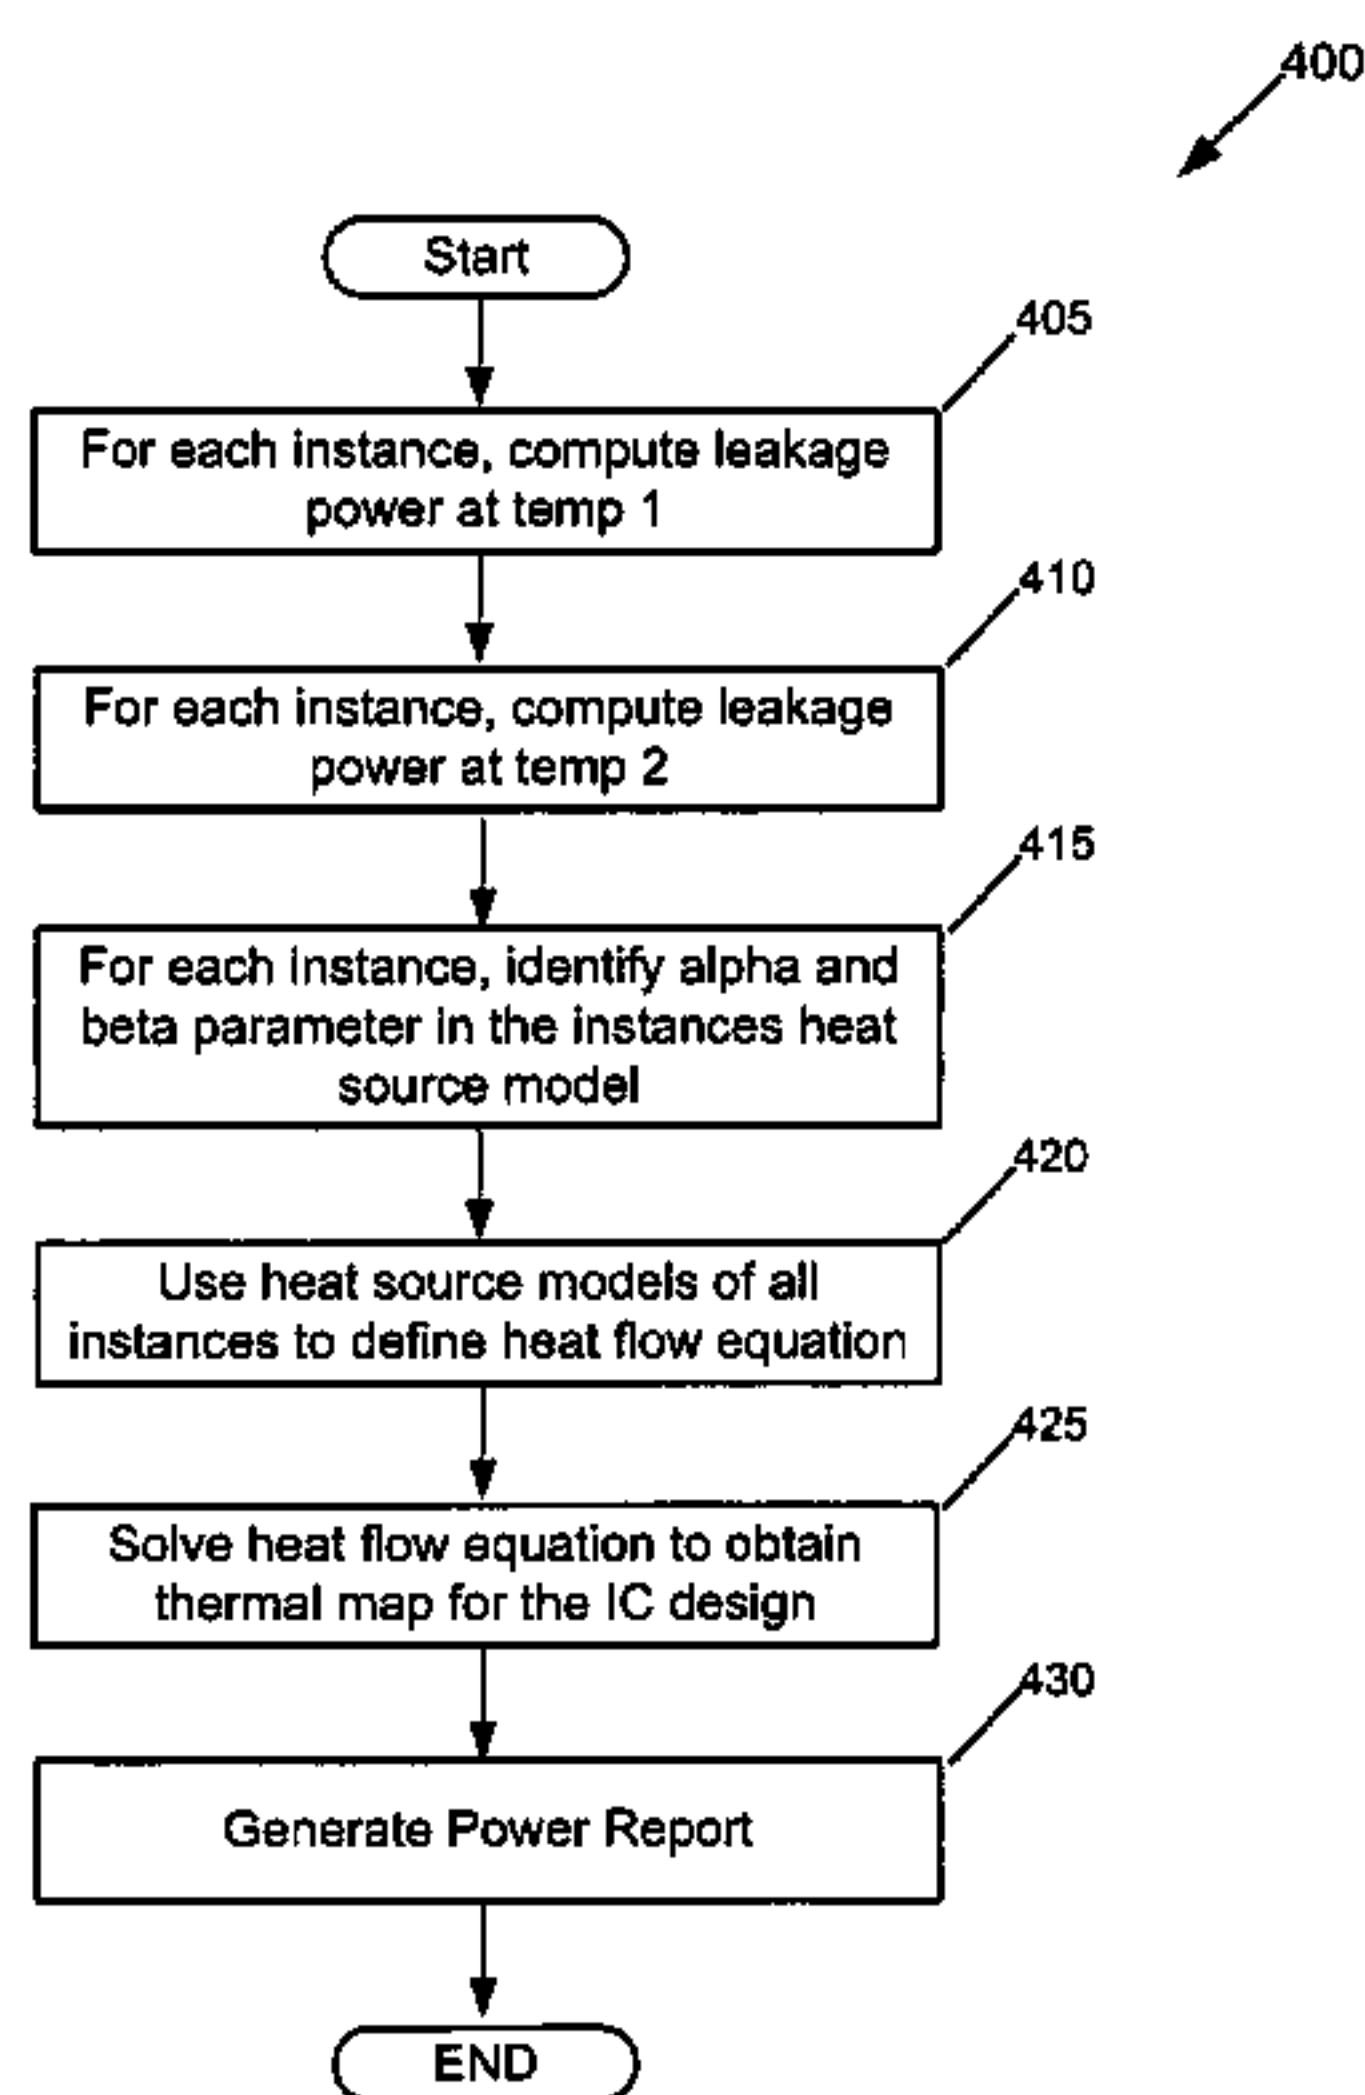 400
Start
405
For each instance, compute leakage
power at temp 1
410
For each instance, compute leakage
power at temp 2
415
For each instance, identify alpha and
beta parameter in the instances heat
source model
420
Use heat source models of all
instances to define heat flow equation
425
Solve heat flow equation to obtain
thermal map for the IC design
430
Generate Power Report
END